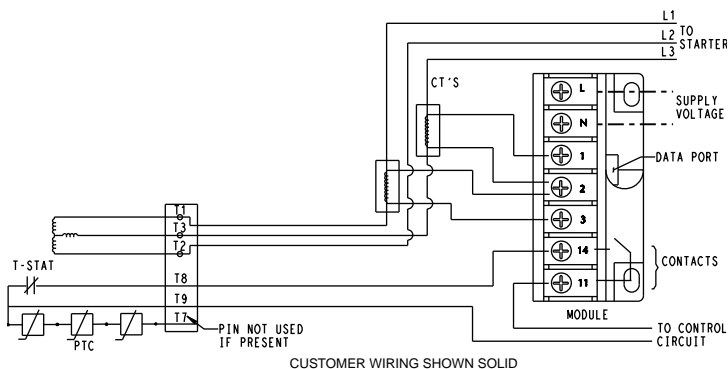 L1
L2 TO
STARTER
L3
CT'S
L
SUPPLY
VOLTAGE
N
1
DATA PORT
2
3
T1
T3
T2
T-STAT
14
CONTACTS
T8
11
T9
MODULE
T7
PIN NOT USED
IF PRESENT
PTC
TO CONTROL
CIRCUIT
CUSTOMER WIRING SHOWN SOLID